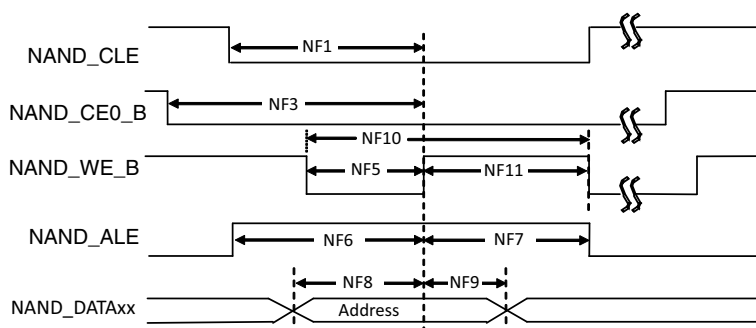 NAND_CLE
NF1
NAND_CE0_B
NF3
NF10
NAND_WE_B
NF5
NF11
NAND_ALE
NF6
NF7
NF8
NF9
NAND_DATAxx
Address